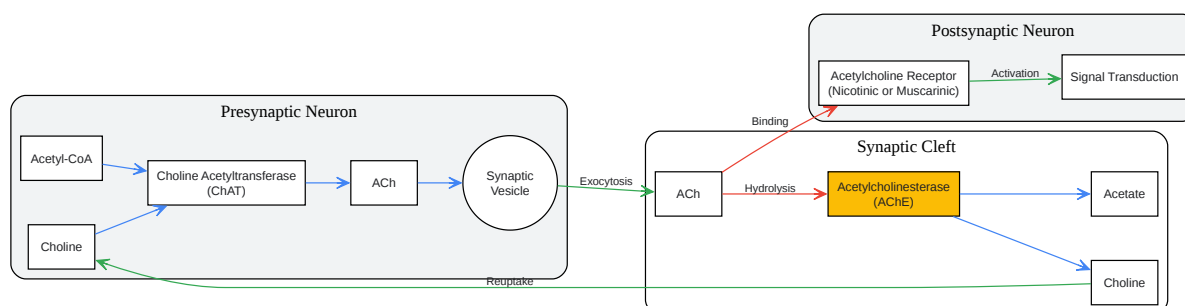 Postsynaptic Neuron
Acetylcholine Receptor
(Nicotinic or Muscarinic)
Activation
Signal Transduction
Presynaptic Neuron
Acetyl-CoA
Choline Acetyltransferase
(ChAT)
ACh
Synaptic
Vesicle
Choline
Exocytosis
Binding
Synaptic Cleft
ACh
Hydrolysis
Acetylcholinesterase
(AChE)
Acetate
Choline
Reuptake